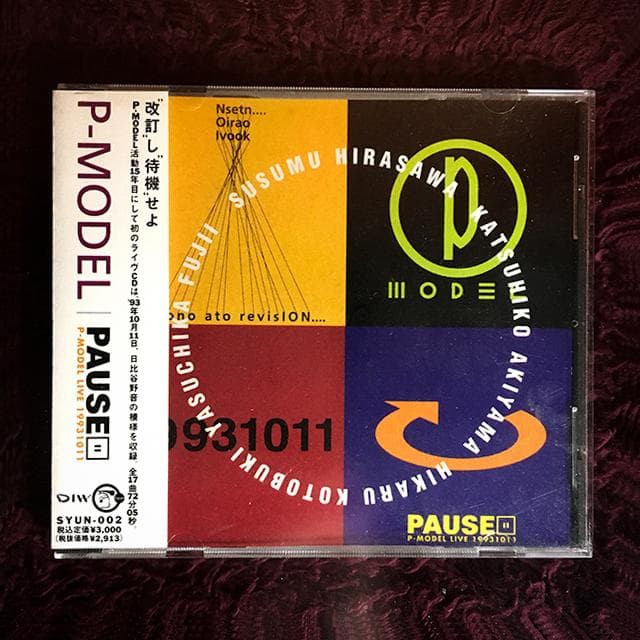 P-MODEL | PAUSE
P-MODEL LIVE 19931011
"改訂"し"待機"せよ
P-MODEL活動15年目にして初のライヴCDは'93年10月11日、日比谷野音の模様を収録。全17曲72分05秒。
DIW
SYUN-002
税込定価¥3,000
(税抜価格¥2,913)
Nsetn....
Oirao
Ivook
ono ato revisION....
P
MODEL
SUSUMU HIRASAWA
KATSUHIKO AKIYAMA
HIKARU KOTOBUKI
YASUCHIKA FUJII
9931011
PAUSE
P-MODEL LIVE 19931011